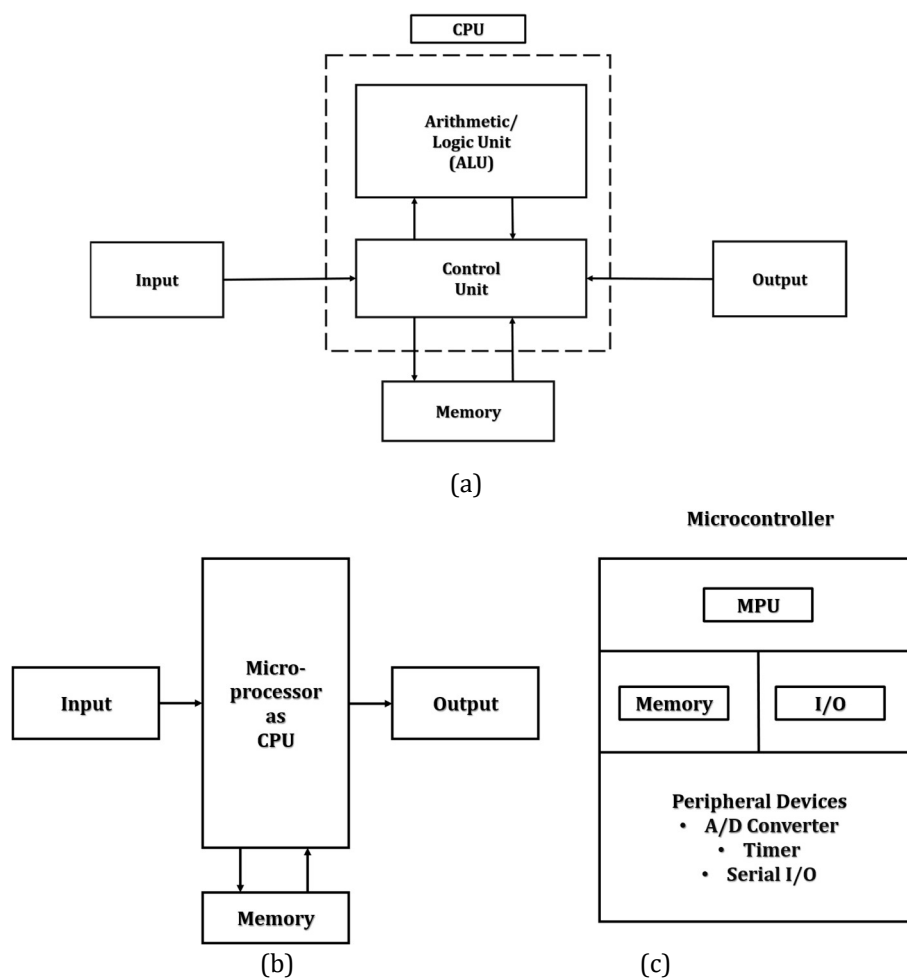 CPU
Arithmetic/
Logic Unit
(ALU)
Input
Control
Unit
Output
Memory
(a)
Microcontroller
Input
Micro-
processor
as
CPU
Output
Memory
(b)
MPU
Memory
I/O
Peripheral Devices
• A/D Converter
• Timer
• Serial I/O
(c)